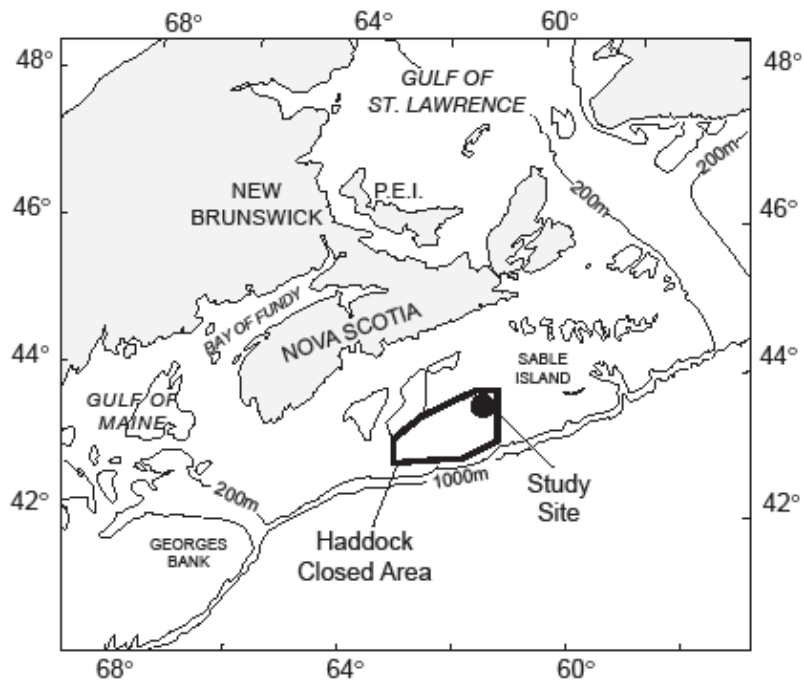 68° 64° 60°
48° 48°
GULF OF
ST. LAWRENCE
200m
200m
NEW
BRUNSWICK
P.E.I.
46° 46°
BAY OF FUNDY
NOVA SCOTIA
44° 44°
SABLE
ISLAND
GULF OF
MAINE
42° 42°
200m
1000m
Study
Site
GEORGES
BANK
Haddock
Closed Area
68° 64° 60°